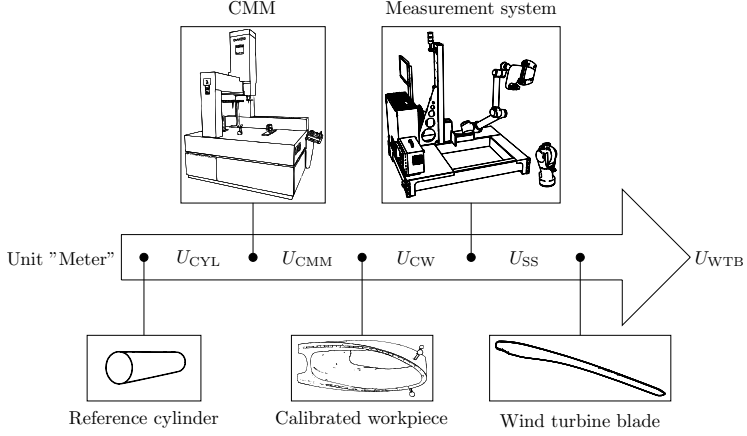 CMM
Measurement system
Unit "Meter"
U_CYL
U_CMM
U_CW
U_SS
U_WTB
Reference cylinder
Calibrated workpiece
Wind turbine blade